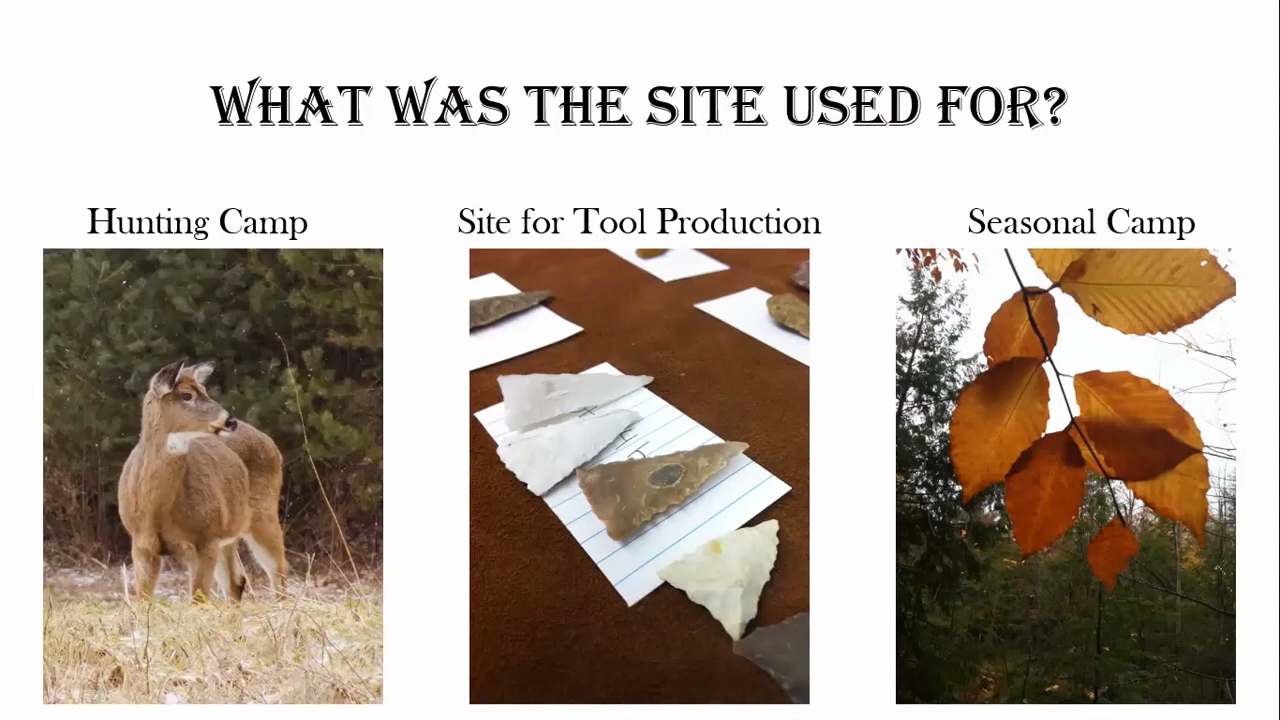 WHAT WAS THE SITE USED FOR?
Hunting Camp
Site for Tool Production
Seasonal Camp